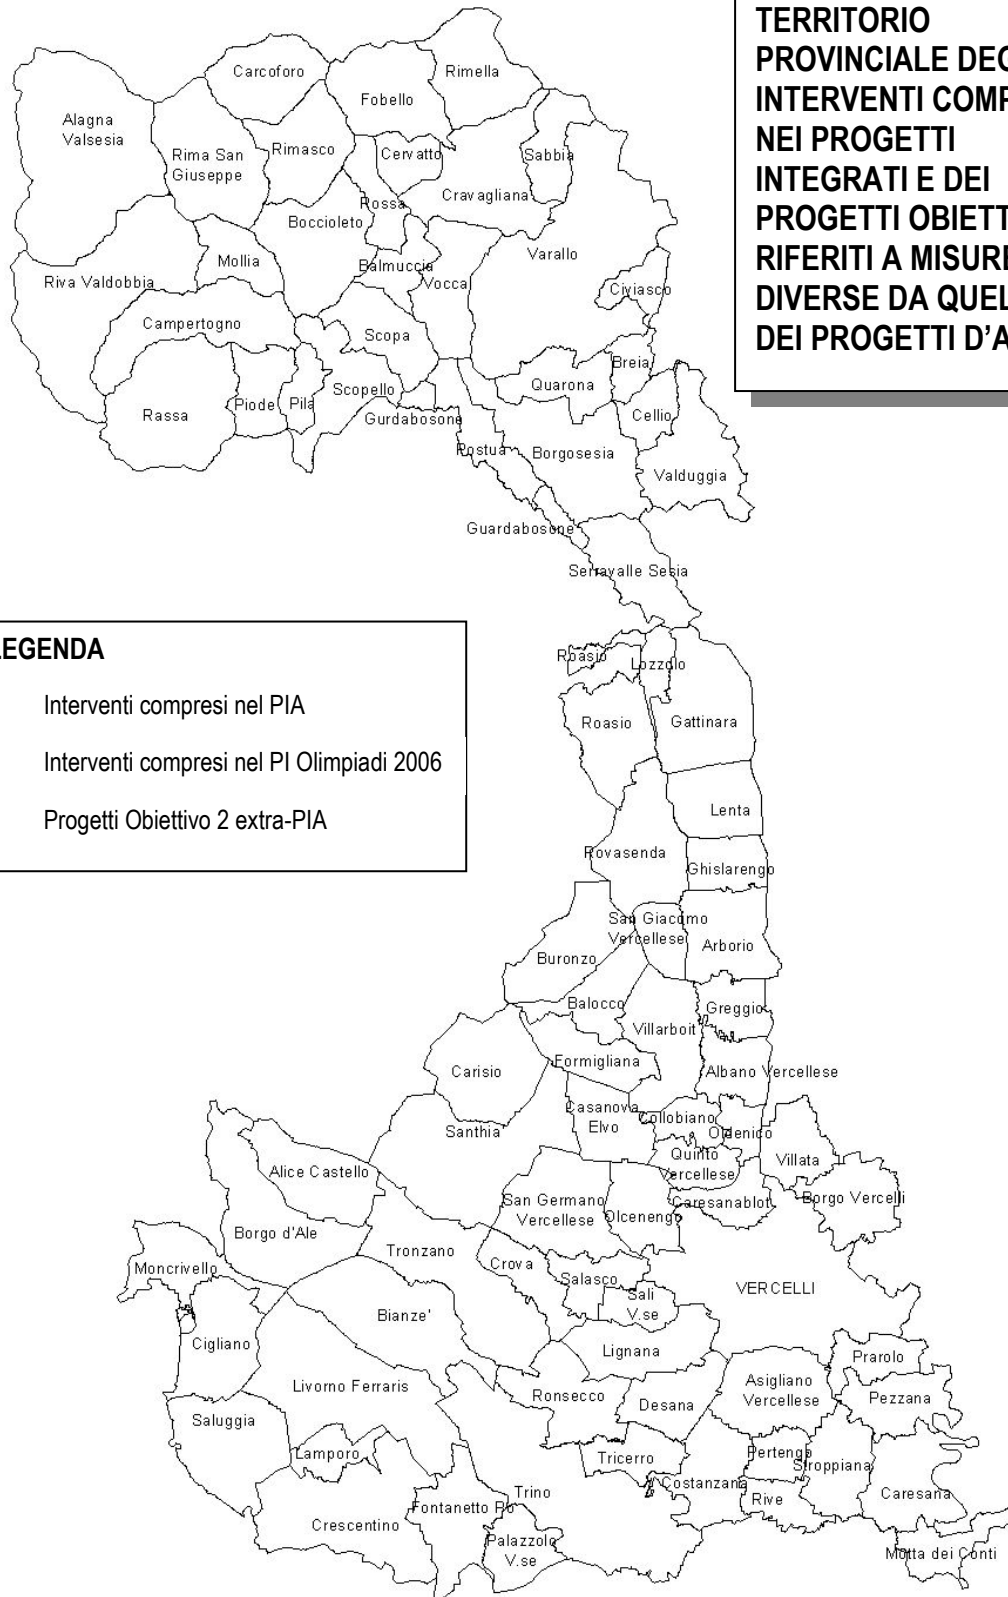 TERRITORIO
PROVINCIALE
INTERVENTI
NEI PROGETTI
INTEGRATI E DEI
PROGETTI
RIFERITI A
DIVERSE DA
DEI PROGETTI
Carcoforo
Rimella
Fobello
Alagna
Valsesia
Rima San
Giuseppe
Rimasco
Cervatto
Sabbia
Cravagliana
Rossa
Boccioleto
Varallo
Mollia
Balmuccia
Riva Valdobbia
Vocca
Civiasco
Campertogno
Scopa
Breia
Quarona
Scopello
Rassa
Piode
Pila
Gurdabosone
Cellio
Postua
Borgosesia
Valduggia
Guardabosone
Serravalle Sesia
LEGENDA
Interventi compresi nel PIA
Interventi compresi nel PI Olimpiadi 2006
Progetti Obiettivo 2 extra-PIA
Roasio
Lozzolo
Roasio
Gattinara
Lenta
Rovasenda
Ghislarengo
San Giacomo
Vercellese
Arborio
Buronzo
Balocco
Greggio
Villarboit
Formigliana
Carisio
Albano Vercellese
Casanova
Elvo
Collobiano
Santhia'
Oldenico
Quinto
Vercellese
Villata
Alice Castello
San Germano
Vercellese
Olcenengo
Caresanablot
Borgo Vercelli
Borgo d'Ale
Tronzano
Crova
Moncrivello
Salasco
VERCELLI
Sali
V.se
Bianze'
Cigliano
Lignana
Prarolo
Livorno Ferraris
Ronsecco
Desana
Asigliano
Vercellese
Pezzana
Saluggia
Lamporo
Tricerro
Pertengo
Stroppiana
Costanzana
Trino
Rive
Caresana
Fontanetto Po
Crescentino
Palazzolo
V.se
Motta dei Conti